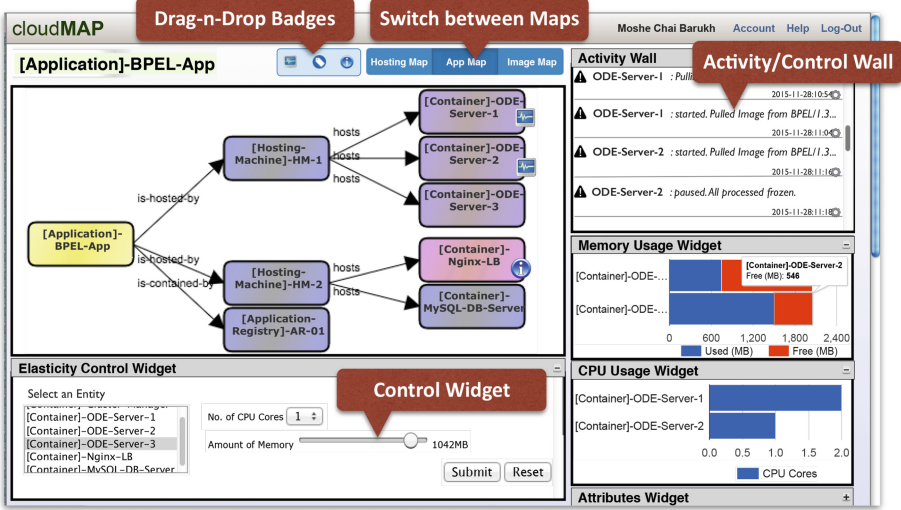 Drag-n-Drop Badges
Switch between Maps
cloudMAP
Moshe Chai Barukh Account Help Log-Out
[Application]-BPEL-App
Hosting Map App Map Image Map
Activity Wall
Activity/Control Wall
ODE-Server-1 : Pulli
2015-11-28:10:54
ODE-Server-1 : started. Pulled Image from BPEL/1.3...
2015-11-28:11:04
ODE-Server-2 : started. Pulled Image from BPEL/1.3...
2015-11-28:11:16
ODE-Server-2 : paused. All processed frozen.
2015-11-28:11:18
[Application]-
BPEL-App
is-hosted-by
is-hosted-by
is-contained-by
[Hosting-
Machine]-HM-1
[Hosting-
Machine]-HM-2
[Application-
Registry]-AR-01
hosts
hosts
hosts
hosts
hosts
[Container]-ODE-
Server-1
[Container]-ODE-
Server-2
[Container]-ODE-
Server-3
[Container]-
Nginx-LB
[Container]-
MySQL-DB-Server
Memory Usage Widget
[Container]-ODE-...
[Container]-ODE-...
[Container]-ODE-Server-2
Free (MB): 546
0 600 1,200 1,800 2,400
Used (MB) Free (MB)
Elasticity Control Widget
Select an Entity
[Container]-Cluster-Manager
[Container]-ODE-Server-1
[Container]-ODE-Server-2
[Container]-ODE-Server-3
[Container]-Nginx-LB
[Container]-MySQL-DB-Server
No. of CPU Cores 1
Amount of Memory 1042MB
Control Widget
Submit Reset
CPU Usage Widget
[Container]-ODE-Server-1
[Container]-ODE-Server-2
0.0 0.5 1.0 1.5 2.0
CPU Cores
Attributes Widget